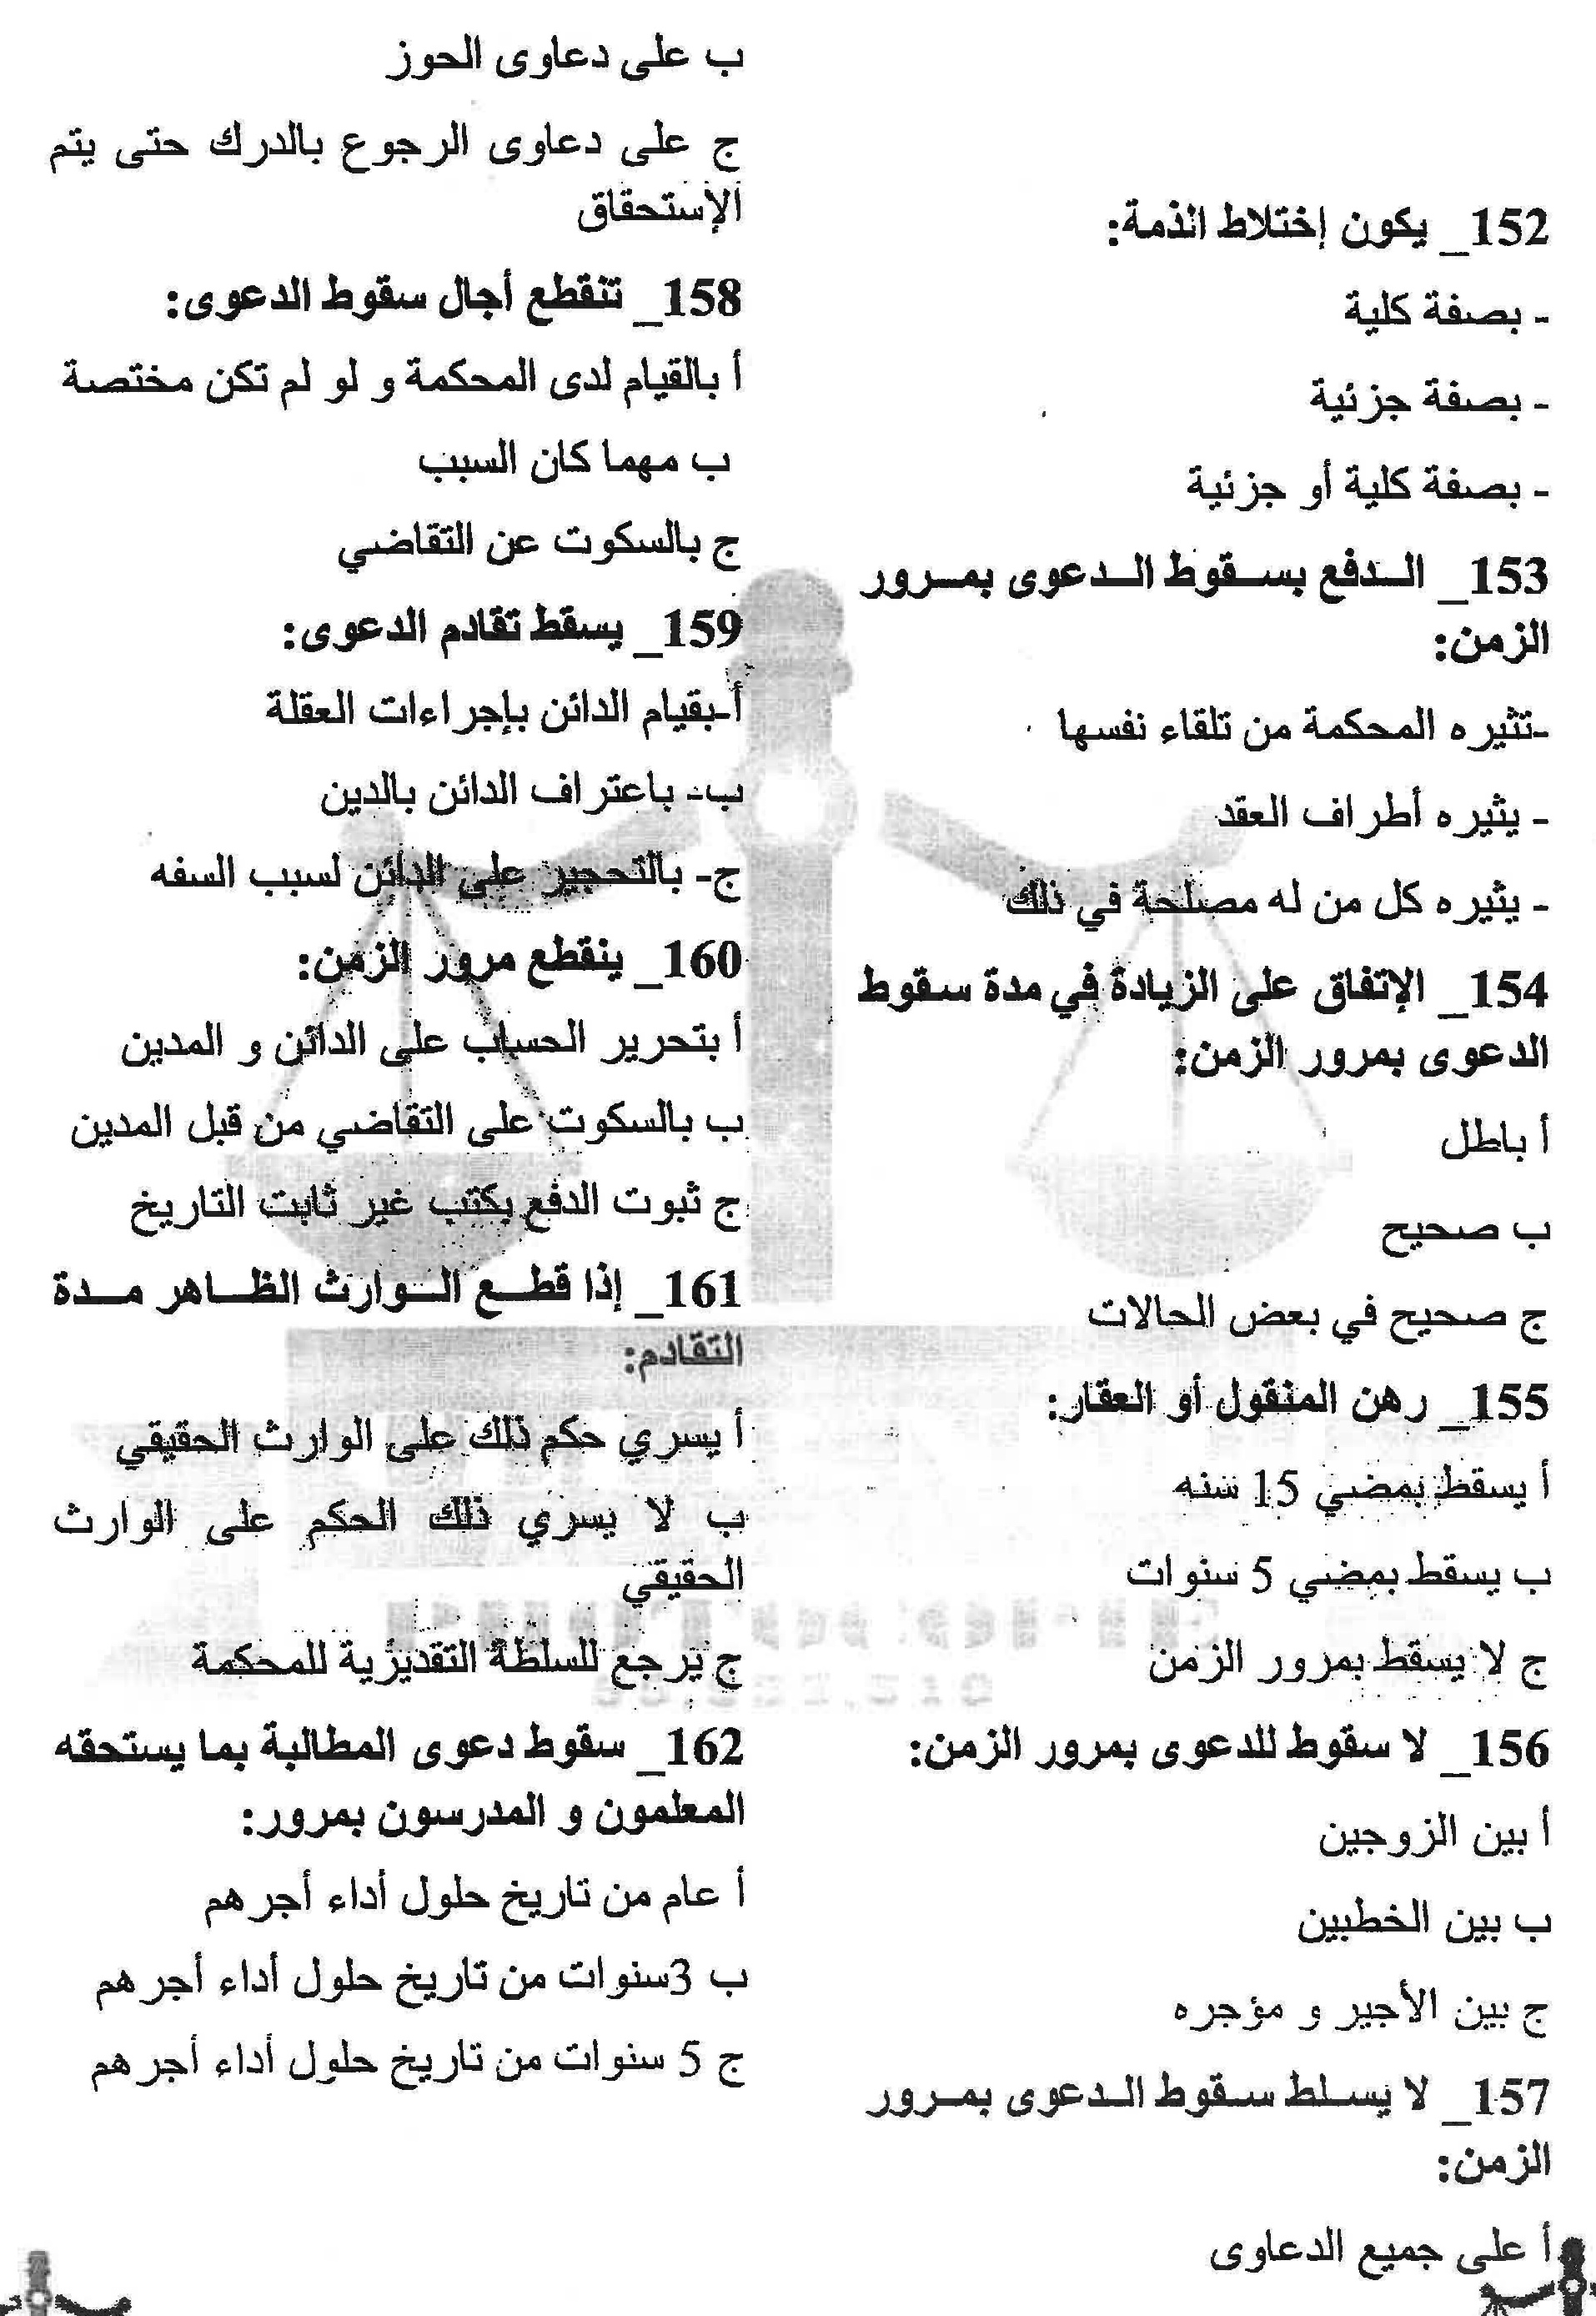 152_ يكون إختلاط الذمة:
- بصفة كلية
- بصفة جزئية
- بصفة كلية أو جزئية
153_ الدفع بسقوط الدعوى بمرور
الزمن:
-تثيره المحكمة من تلقاء نفسها
- يثيره أطراف العقد
- يثيره كل من له مصلحة في ذلك
154_ الإتفاق على الزيادة في مدة سقوط
الدعوى بمرور الزمن:
أ باطل
ب صحيح
ج صحيح في بعض الحالات
155_ رهن المنقول أو العقار:
أ يسقط بمضي 15 سنه
ب يسقط بمضي 5 سنوات
ج لا يسقط بمرور الزمن
156_ لا سقوط للدعوى بمرور الزمن:
أ بين الزوجين
ب بين الخطبين
ج بين الأجير و مؤجره
157_ لا يسلط سقوط الدعوى بمرور
الزمن:
أ على جميع الدعاوى
ب على دعاوى الحوز
ج على دعاوى الرجوع بالدرك حتى يتم
الإستحقاق
158_ تنقطع أجال سقوط الدعوى:
أ بالقيام لدى المحكمة و لو لم تكن مختصة
ب مهما كان السبب
ج بالسكوت عن التقاضي
159_ يسقط تقادم الدعوى:
أ-بقيام الدائن بإجراءات العقلة
ب- باعتراف الدائن بالدين
ج- بالتحجير على الدائن لسبب السفه
160_ ينقطع مرور الزمن:
أ بتحرير الحساب على الدائن و المدين
ب بالسكوت على التقاضي من قبل المدين
ج ثبوت الدفع بكتب غير ثابت التاريخ
161_ إذا قطع الوارث الظاهر مدة
التقادم:
أ يسري حكم ذلك على الوارث الحقيقي
ب لا يسري ذلك الحكم على الوارث
الحقيقي
ج يرجع للسلطة التقديرية للمحكمة
162_ سقوط دعوى المطالبة بما يستحقه
المعلمون و المدرسون بمرور:
أ عام من تاريخ حلول أداء أجرهم
ب 3سنوات من تاريخ حلول أداء أجرهم
ج 5 سنوات من تاريخ حلول أداء أجرهم